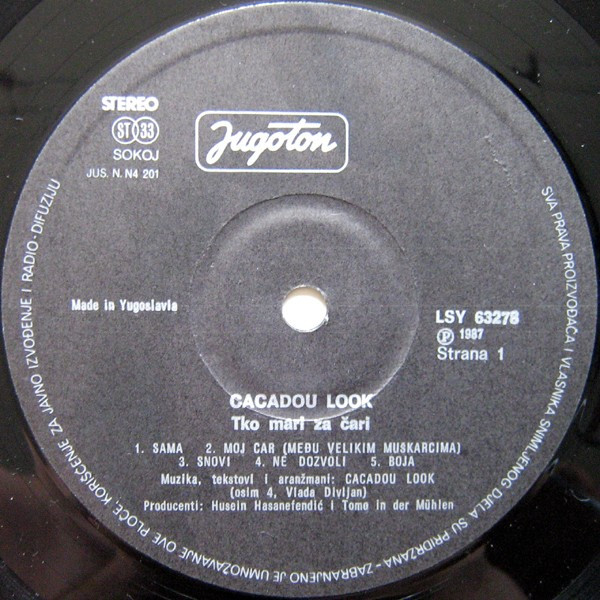 STEREO
ST 33
SOKOJ
JUS. N. N4 201
Jugoton
Made in Yugoslavia
LSY 63278
Ⓟ 1987
Strana 1
CACADOU LOOK
Tko mari za čari
1. SAMA 2. MOJ CAR (MEĐU VELIKIM MUSKARCIMA)
3. SNOVI 4. NE DOZVOLI 5. BOJA
Muzika, tekstovi i aranžmani: CACADOU LOOK
(osim 4, Vlada Divljan)
Producenti: Husein Hasanefendić i Tomo in der Mühlen
SVA PRAVA PROIZVOĐAČA I VLASNIKA SNIMLJENOG DJELA SU PRIDRŽANA - ZABRANJENO JE UMNOŽAVANJE OVE PLOČE, KORIŠĆENJE ZA JAVNO IZVOĐENJE I RADIO-DIFUZIJU